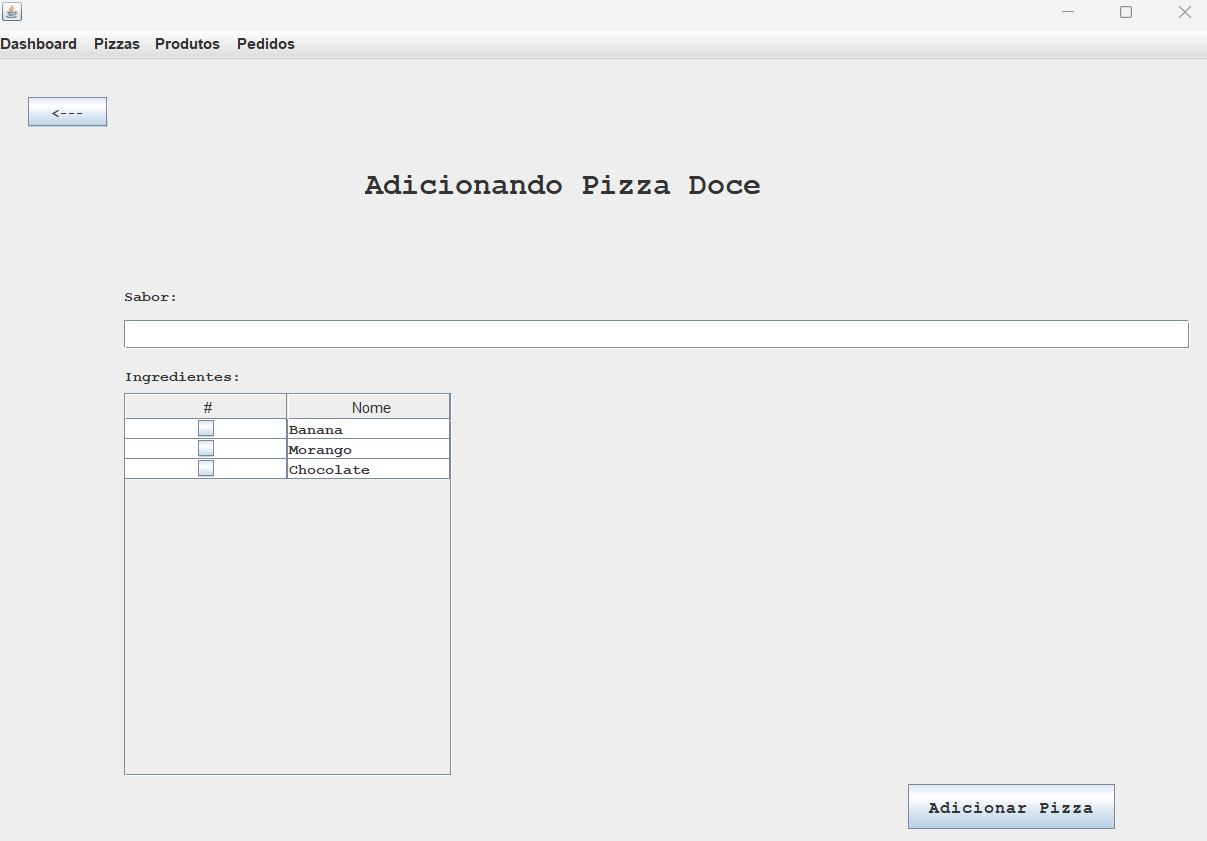 Dashboard Pizzas Produtos Pedidos
<---
Adicionando Pizza Doce
Sabor:
Ingredientes:
# Nome
Banana
Morango
Chocolate
Adicionar Pizza